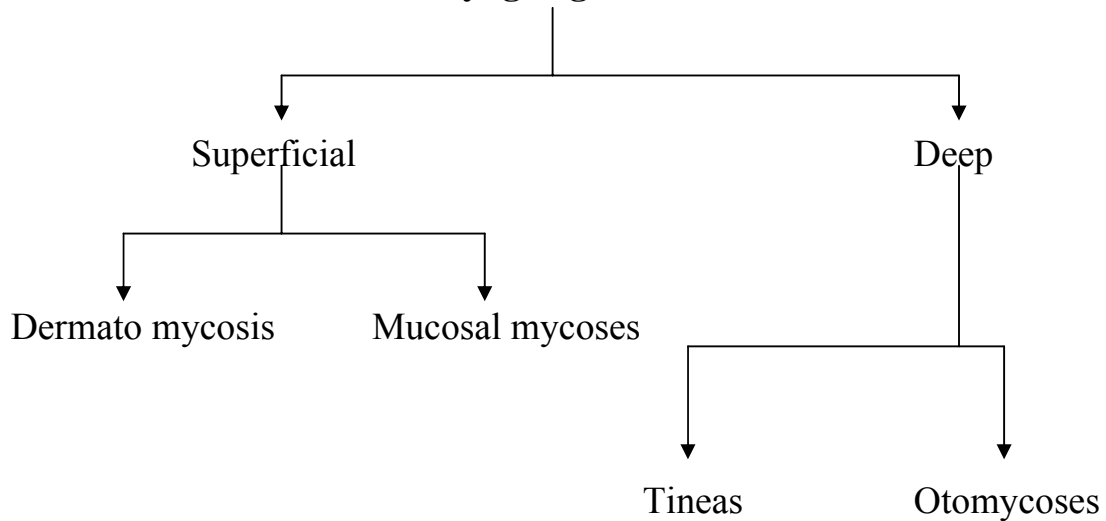 Superficial
Deep
Dermato mycosis
Mucosal mycoses
Tineas
Otomycoses